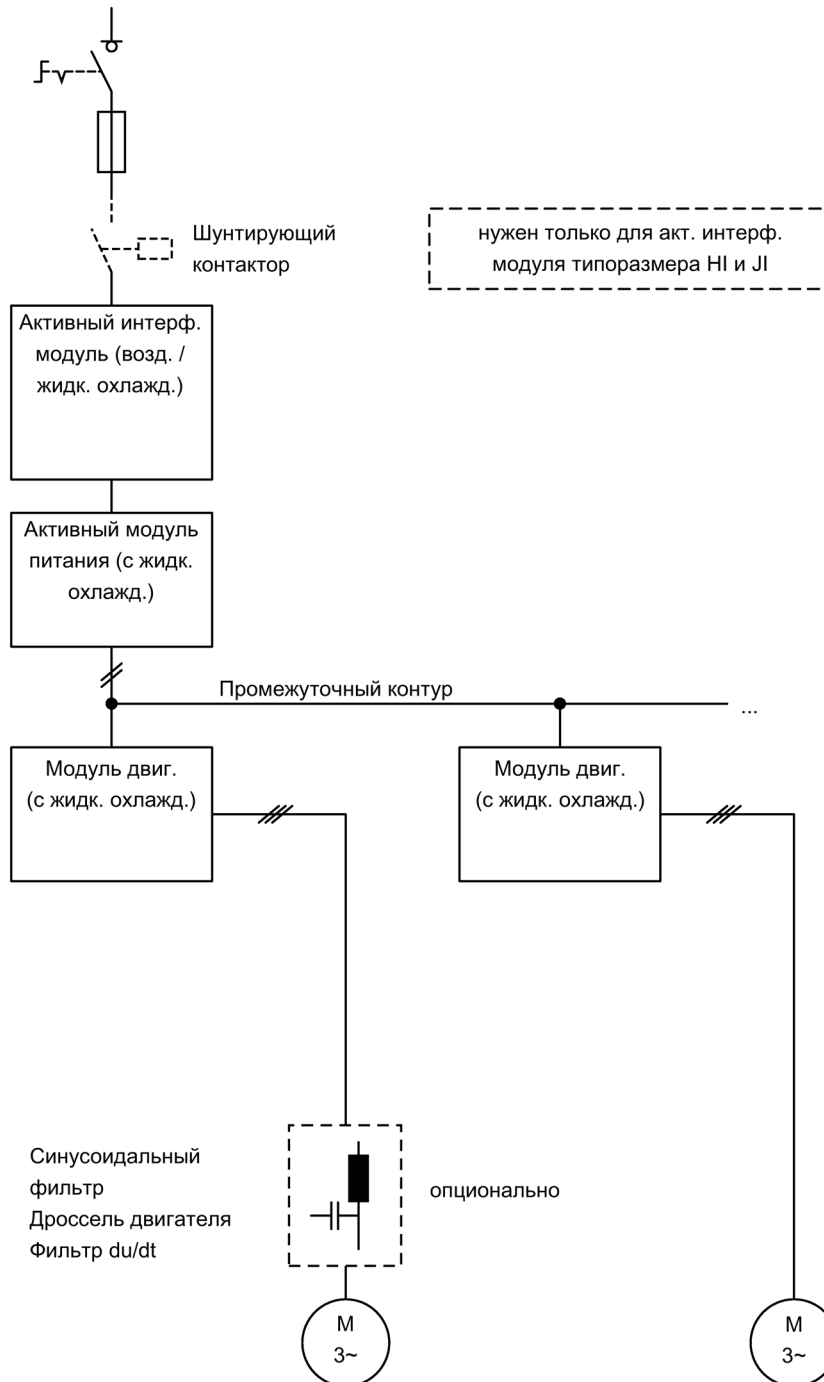 Шунтирующий
контактор
нужен только для акт. интерф.
модуля типоразмера HI и JI
Активный интерф.
модуль (возд. /
жидк. охлажд.)
Активный модуль
питания (с жидк.
охлажд.)
Промежуточный контур
...
Модуль двиг.
(с жидк. охлажд.)
Модуль двиг.
(с жидк. охлажд.)
Синусоидальный
фильтр
Дроссель двигателя
Фильтр du/dt
опционально
M
3~
M
3~